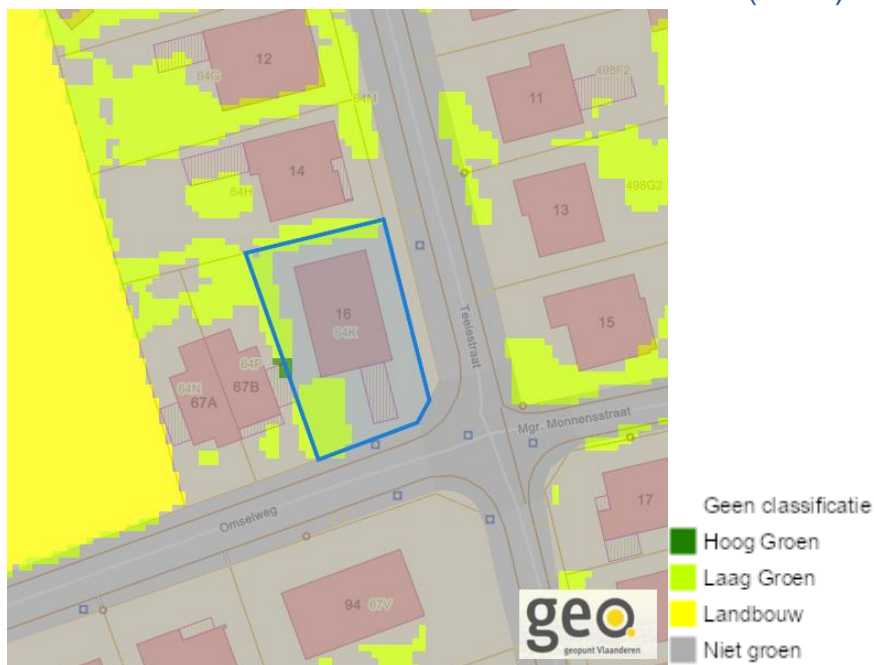 12
64G
64M
11
498F2
14
64H
498G2
13
16
64K
Teelestraat
15
64P
64N
67A
67B
Mgr. Monnensstraat
Omselweg
17
94
67V
geo
geopunt Vlaanderen
Geen classificatie
Hoog Groen
Laag Groen
Landbouw
Niet groen